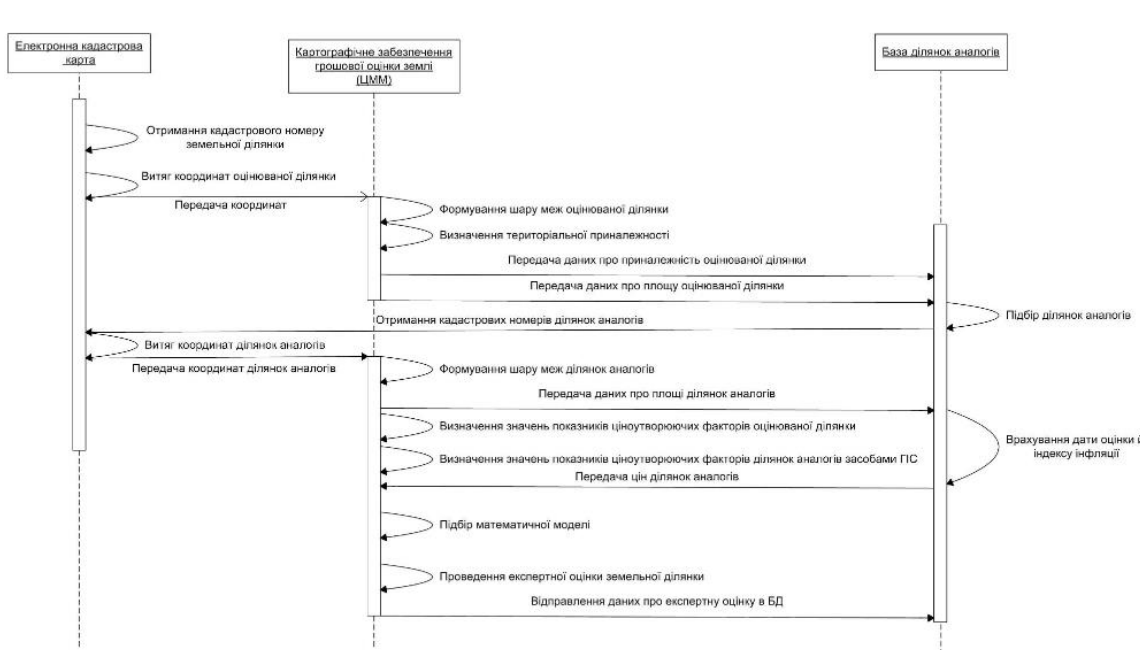 Електронна кадастрова
карта
Картографічне забезпечення
грошової оцінки землі
(ЦММ)
База ділянок аналогів
Отримання кадастрового номеру
земельної ділянки
Витяг координат оцінюваної ділянки
Передача координат
Формування шару меж оцінюваної ділянки
Визначення територіальної приналежності
Передача даних про приналежність оцінюваної ділянки
Передача даних про площу оцінюваної ділянки
Підбір ділянок аналогів
Отримання кадастрових номерів ділянок аналогів
Витяг координат ділянок аналогів
Передача координат ділянок аналогів
Формування шару меж ділянок аналогів
Передача даних про площі ділянок аналогів
Визначення значень показників ціноутворюючих факторів оцінюваної ділянки
Врахування дати оцінки й
індексу інфляції
Визначення значень показників ціноутворюючих факторів ділянок аналогів засобами ГІС
Передача цін ділянок аналогів
Підбір математичної моделі
Проведення експертної оцінки земельної ділянки
Відправлення даних про експертну оцінку в БД